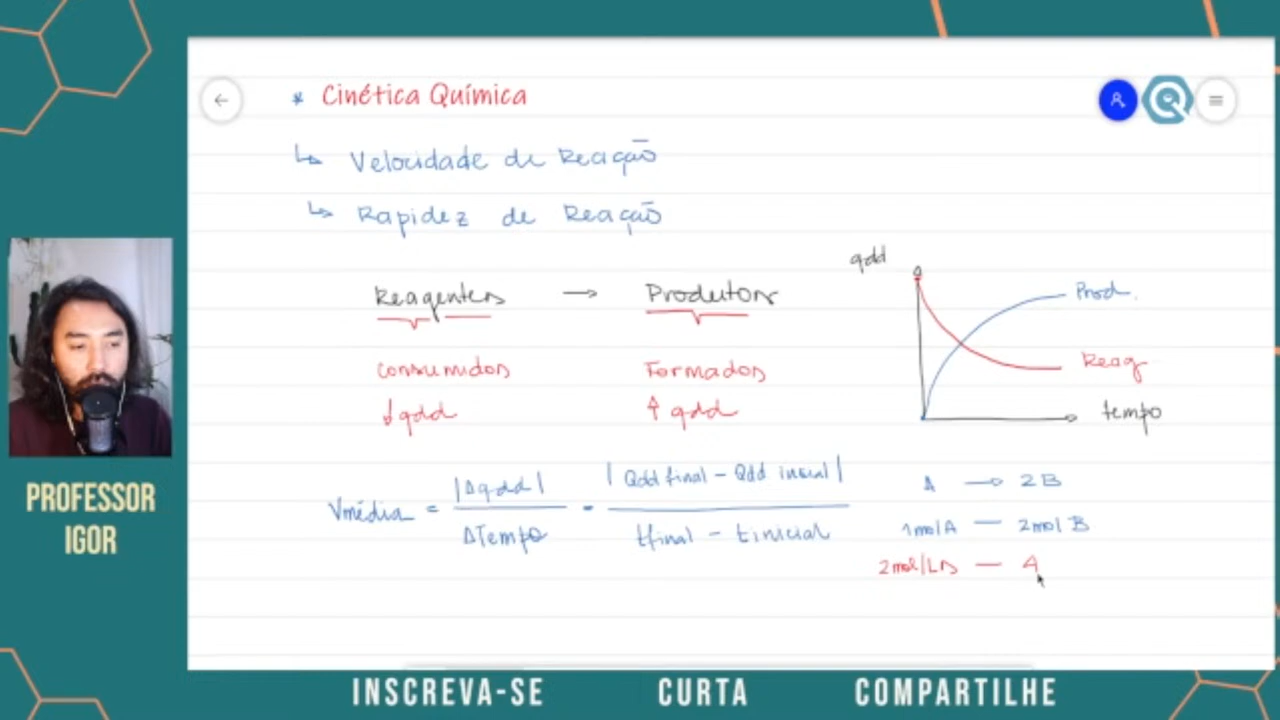 * Cinética Química
↳ Velocidade de Reação
↳ Rapidez de Reação
Reagentes → Produtos
Consumidos Formados
↓ qdd ↑ qdd
qdd
Prod.
Reag
tempo
Vmédia = |Δqdd| / ΔTempo = |Qdd final - Qdd inicial| / tfinal - tinicial
A → 2B
1mol A — 2mol B
2mol/L — 4
PROFESSOR
IGOR
INSCREVA-SE CURTA COMPARTILHE